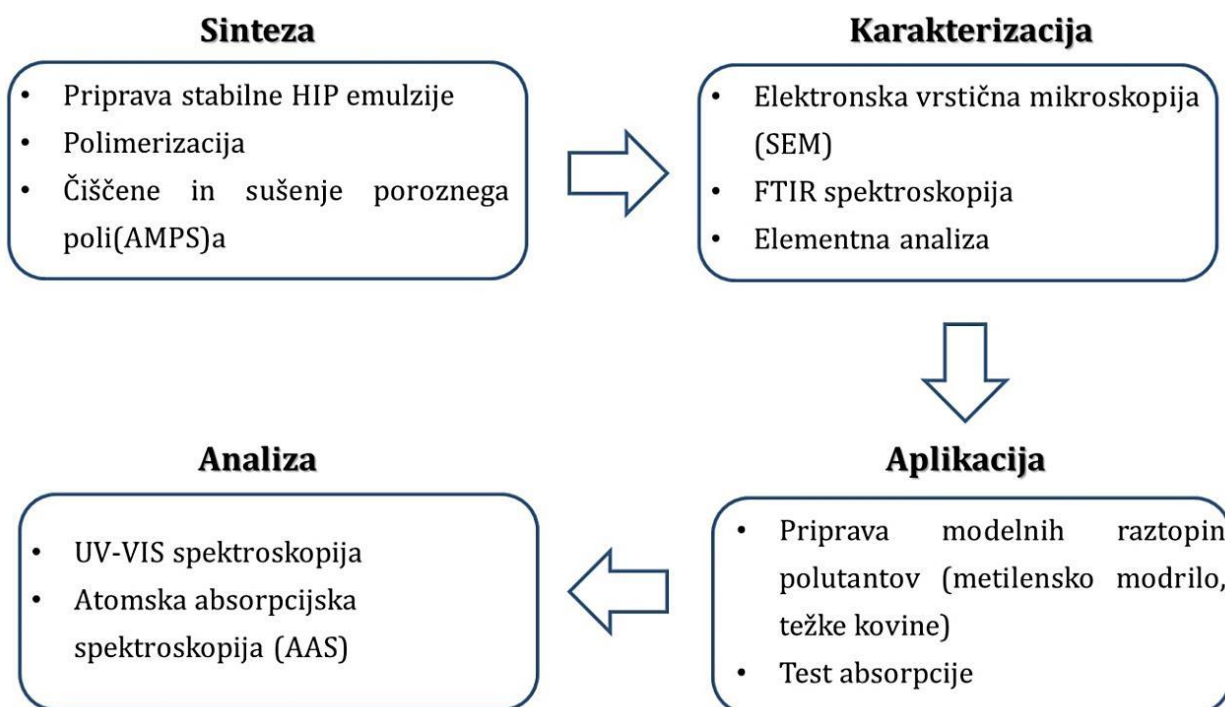 Sinteza
• Priprava stabilne HIP emulzije
• Polimerizacija
• Čiščene in sušenje poroznega
poli(AMPS)a
Karakterizacija
• Elektronska vrstična mikroskopija
(SEM)
• FTIR spektroskopija
• Elementna analiza
Aplikacija
• Priprava modelnih raztopin
polutantov (metilensko modrilo,
težke kovine)
• Test absorpcije
Analiza
• UV-VIS spektroskopija
• Atomska absorpcijska
spektroskopija (AAS)